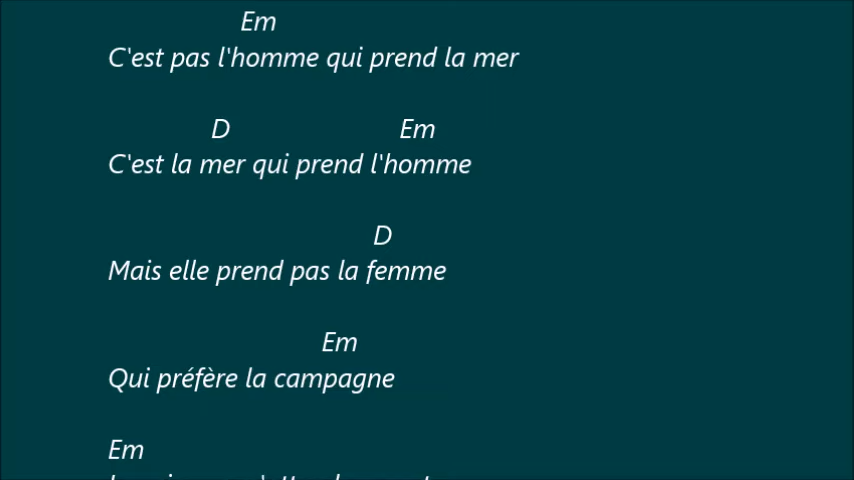 Em
C'est pas l'homme qui prend la mer
D Em
C'est la mer qui prend l'homme
D
Mais elle prend pas la femme
Em
Qui préfère la campagne
Em